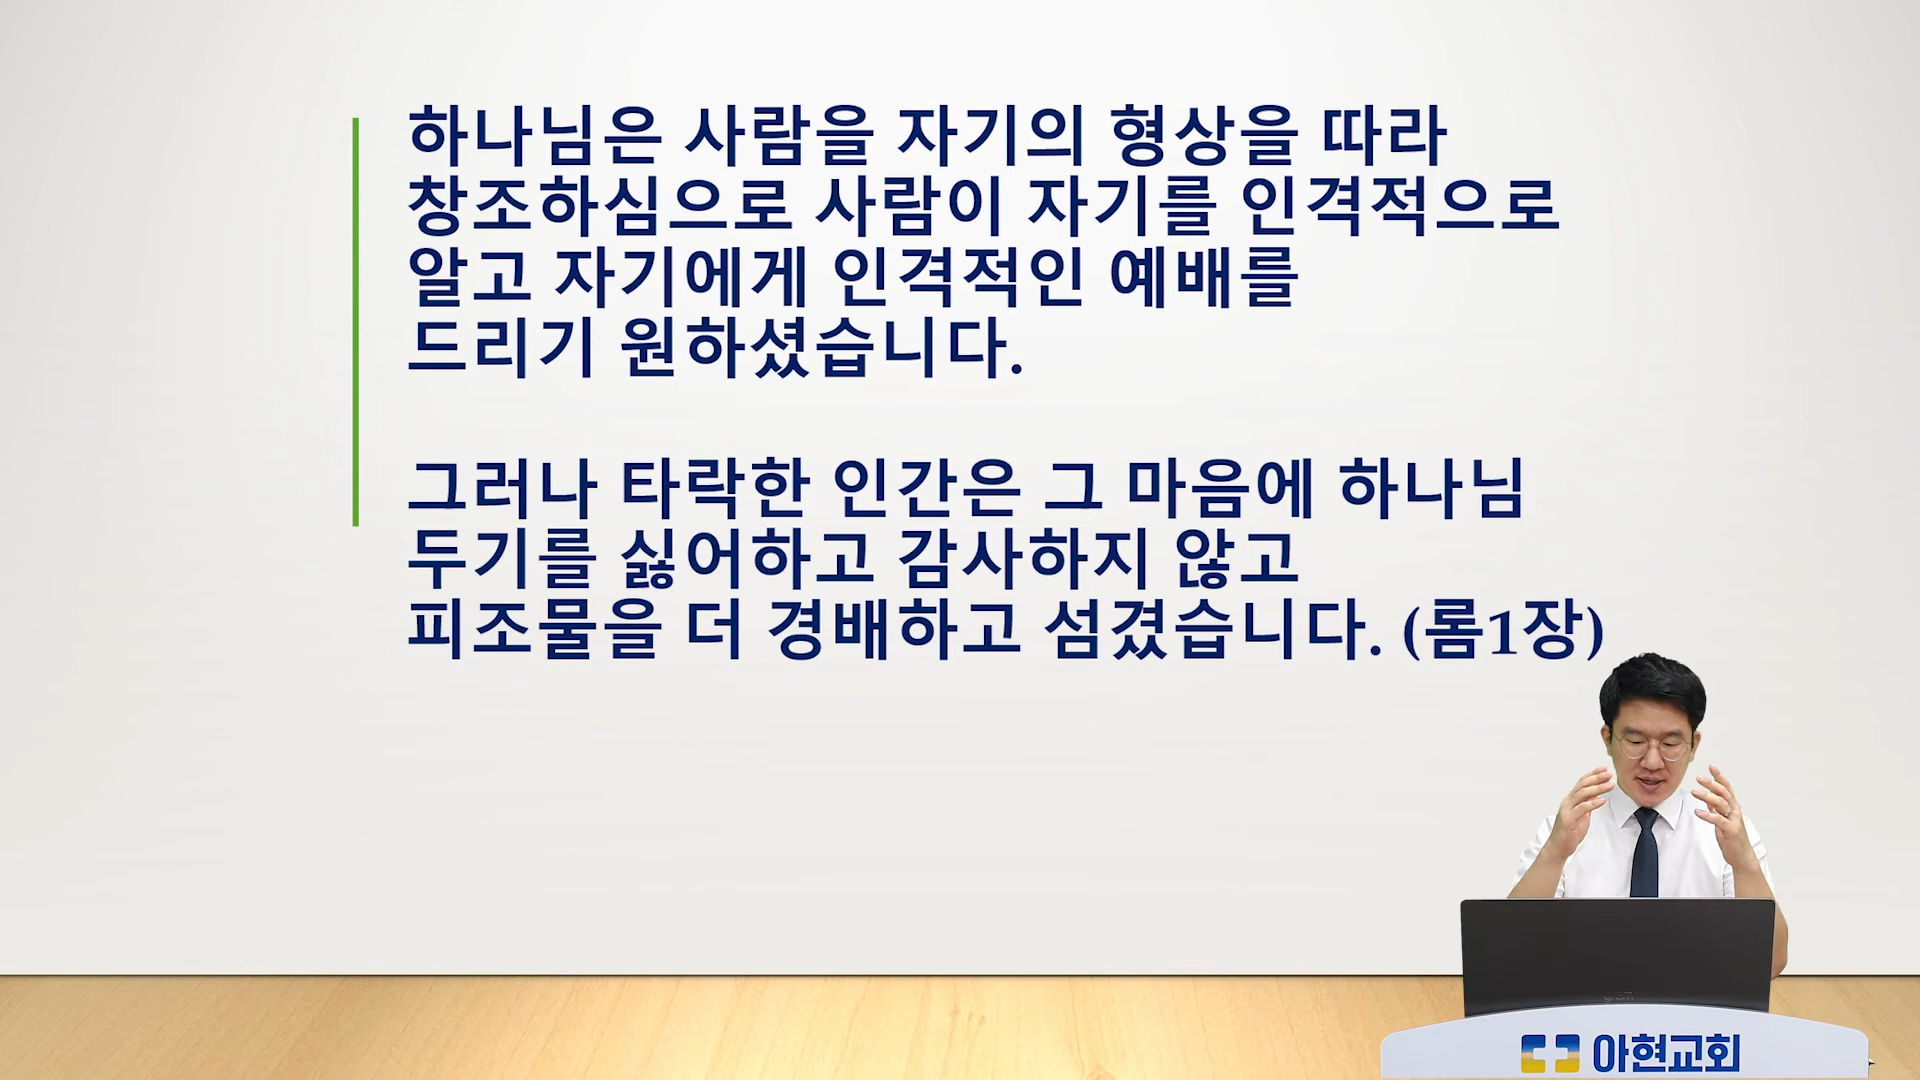 하나님은 사람을 자기의 형상을 따라
창조하심으로 사람이 자기를 인격적으로
알고 자기에게 인격적인 예배를
드리기 원하셨습니다.
그러나 타락한 인간은 그 마음에 하나님
두기를 싫어하고 감사하지 않고
피조물을 더 경배하고 섬겼습니다. (롬1장)
아현교회